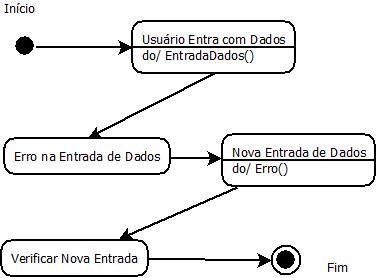 Início
Usuário Entra com Dados
do/ EntradaDados()
Erro na Entrada de Dados
Nova Entrada de Dados
do/ Erro()
Verificar Nova Entrada
Fim